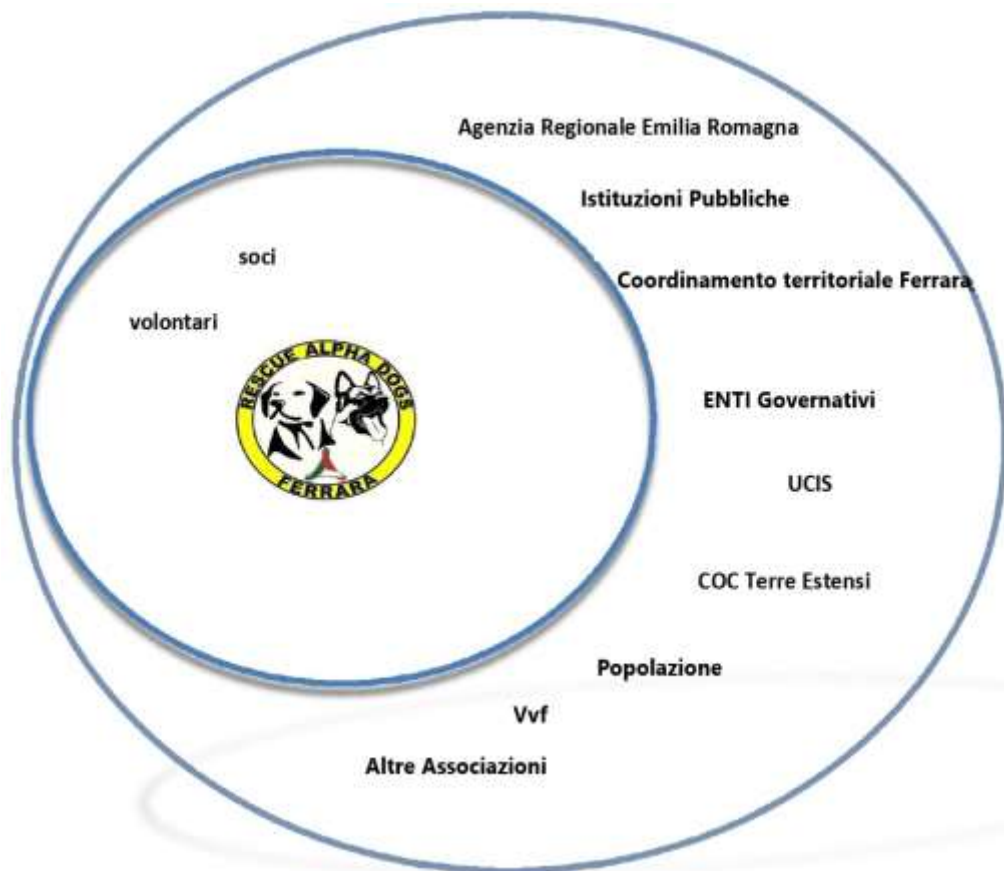 Agenzia Regionale Emilia Romagna
Istituzioni Pubbliche
soci
Coordinamento territoriale Ferrara
volontari
RESCUE ALPHA DOGS
FERRARA
ENTI Governativi
UCIS
COC Terre Estensi
Popolazione
Vvf
Altre Associazioni